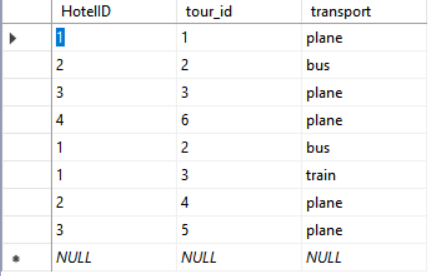 HotelID tour_id transport
1 1 plane
2 2 bus
3 3 plane
4 6 plane
1 2 bus
1 3 train
2 4 plane
3 5 plane
NULL NULL NULL